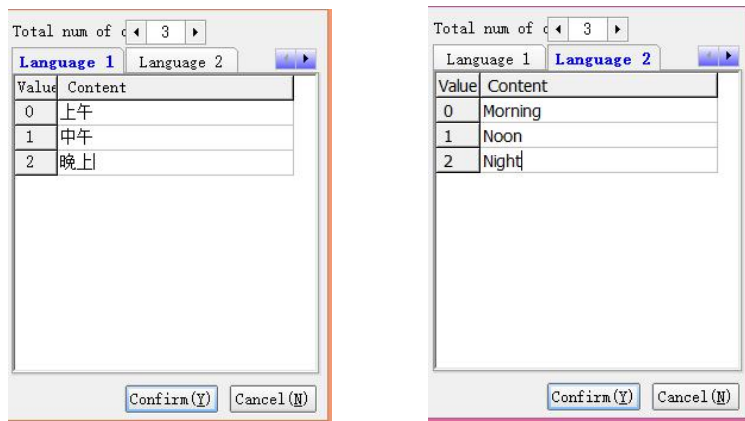 Total num of
3
Language 1 Language 2
Value Content
0 上午
1 中午
2 晚上
Confirm(Y) Cancel(N)
Total num of
3
Language 1 Language 2
Value Content
0 Morning
1 Noon
2 Night
Confirm(Y) Cancel(N)